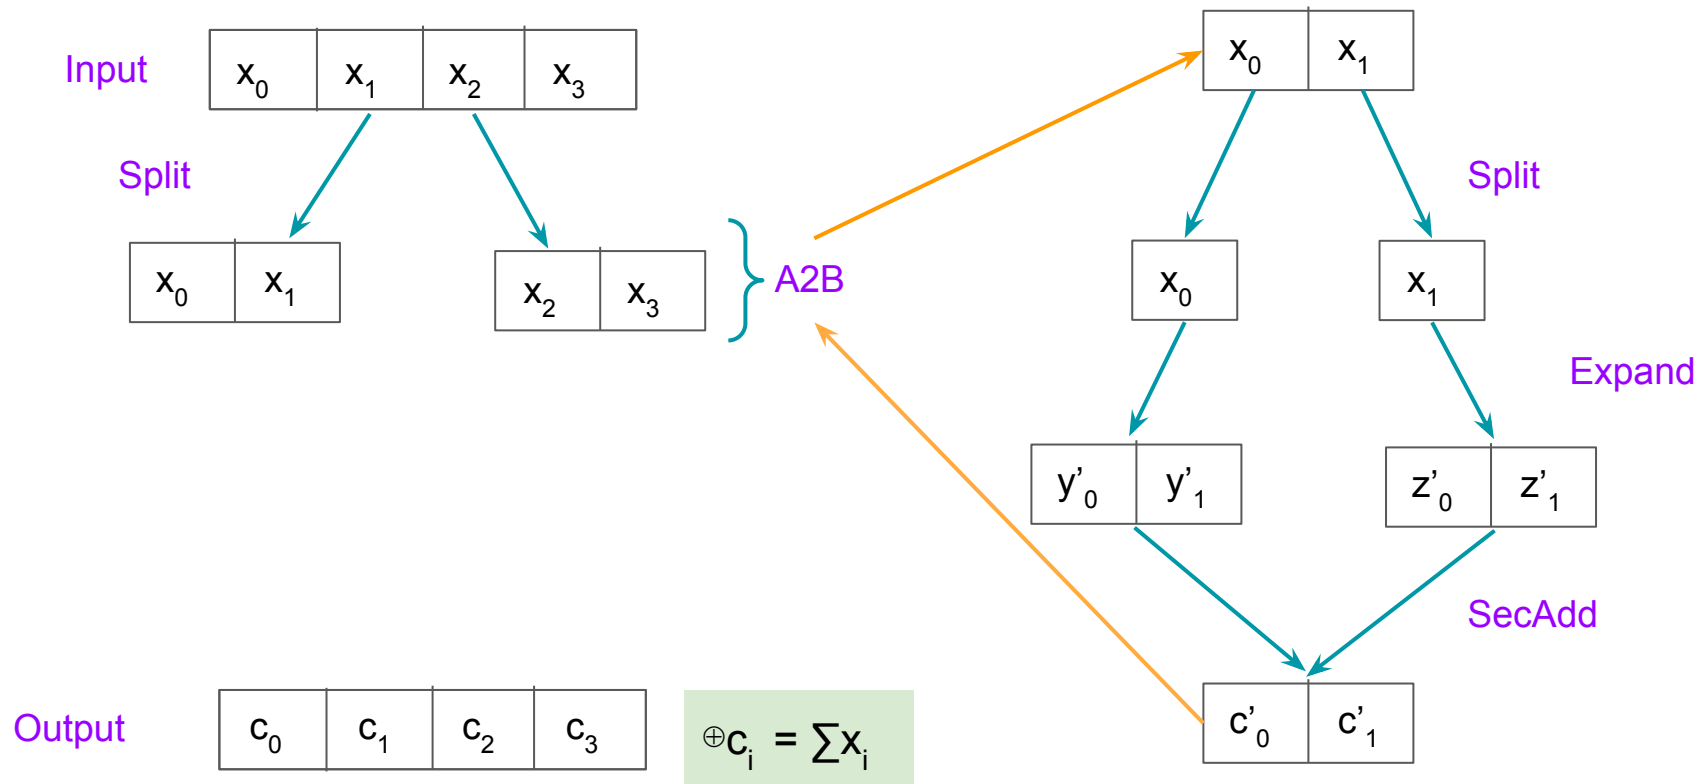 Input
x₀ x₁ x₂ x₃
Split
x₀ x₁
x₂ x₃
A2B
x₀ x₁
Split
x₀
x₁
Expand
y’₀ y’₁
z’₀ z’₁
SecAdd
c’₀ c’₁
Output
c₀ c₁ c₂ c₃
⊕cᵢ = ∑xᵢ